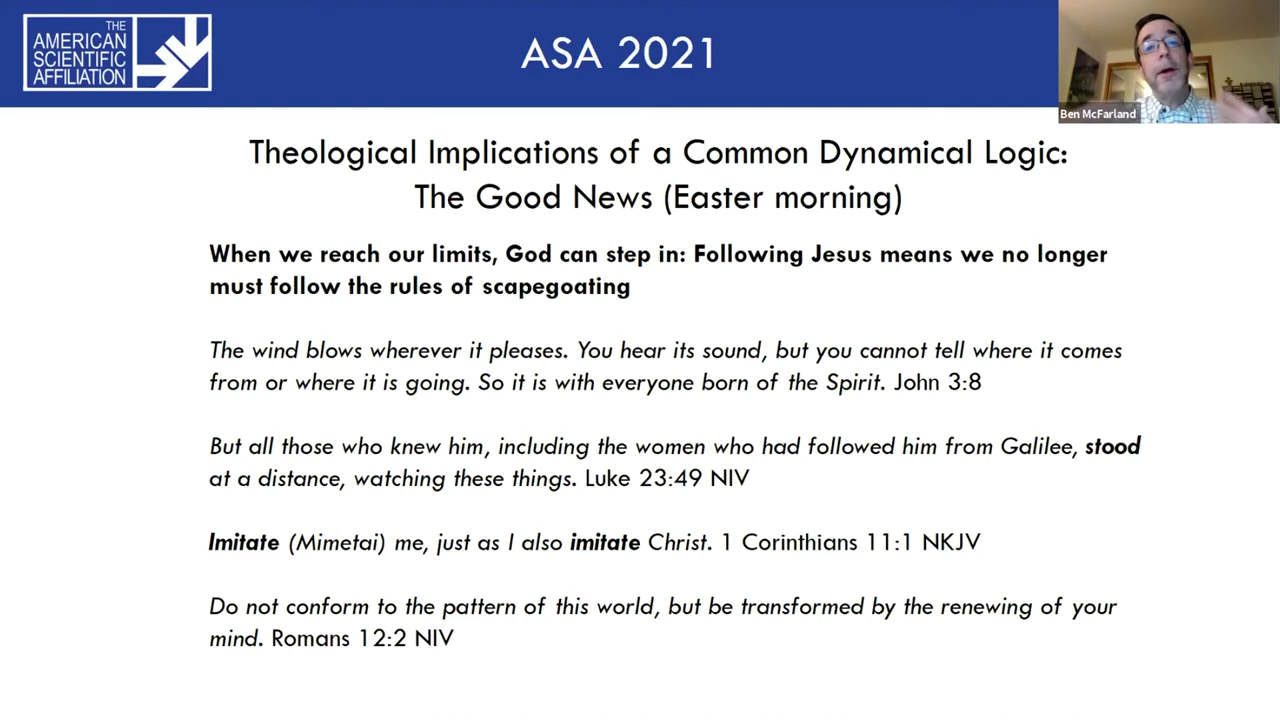 THE
AMERICAN
SCIENTIFIC
AFFILIATION
ASA 2021
Ben McFarland
Theological Implications of a Common Dynamical Logic:
The Good News (Easter morning)
When we reach our limits, God can step in: Following Jesus means we no longer
must follow the rules of scapegoating
The wind blows wherever it pleases. You hear its sound, but you cannot tell where it comes
from or where it is going. So it is with everyone born of the Spirit. John 3:8
But all those who knew him, including the women who had followed him from Galilee, stood
at a distance, watching these things. Luke 23:49 NIV
Imitate (Mimetai) me, just as I also imitate Christ. 1 Corinthians 11:1 NKJV
Do not conform to the pattern of this world, but be transformed by the renewing of your
mind. Romans 12:2 NIV